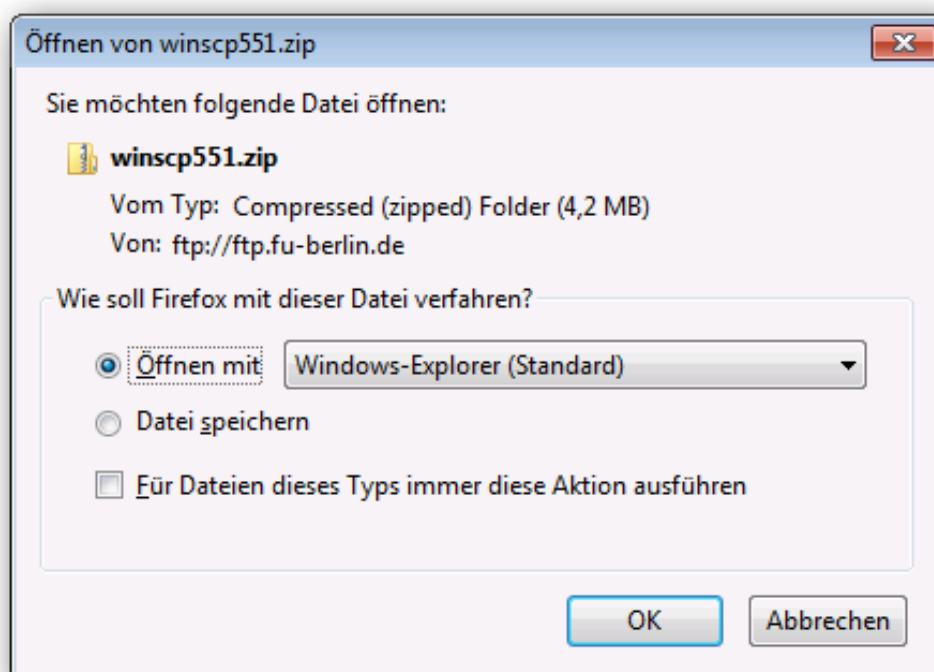 Öffnen von winscp551.zip
Sie möchten folgende Datei öffnen:
winscp551.zip
Vom Typ: Compressed (zipped) Folder (4,2 MB)
Von: ftp://ftp.fu-berlin.de
Wie soll Firefox mit dieser Datei verfahren?
Öffnen mit Windows-Explorer (Standard)
Datei speichern
Für Dateien dieses Typs immer diese Aktion ausführen
OK Abbrechen